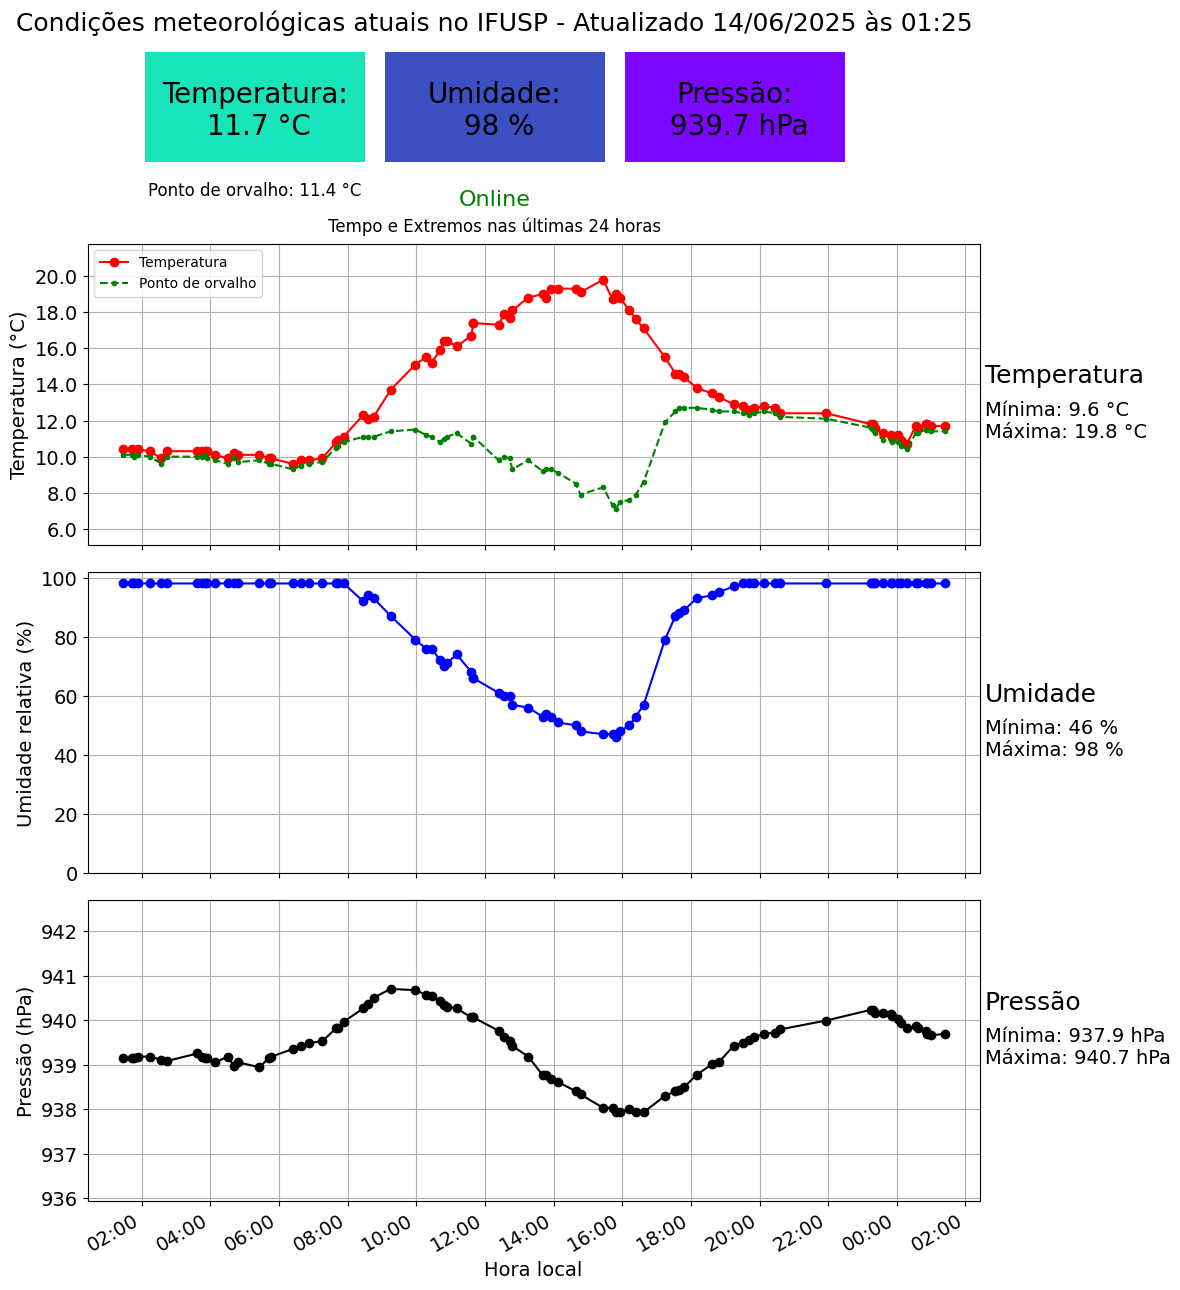 Condições meteorológicas atuais no IFUSP - Atualizado 14/06/2025 às 01:25
Temperatura:
11.7 °C
Umidade:
98 %
Pressão:
939.7 hPa
Ponto de orvalho: 11.4 °C
Online
Tempo e Extremos nas últimas 24 horas
Temperatura (°C)
20.0
18.0
16.0
14.0
12.0
10.0
8.0
6.0
Temperatura
Ponto de orvalho
Temperatura
Mínima: 9.6 °C
Máxima: 19.8 °C
Umidade relativa (%)
100
80
60
40
20
0
Umidade
Mínima: 46 %
Máxima: 98 %
Pressão (hPa)
942
941
940
939
938
937
936
Pressão
Mínima: 937.9 hPa
Máxima: 940.7 hPa
02:00 04:00 06:00 08:00 10:00 12:00 14:00 16:00 18:00 20:00 22:00 00:00 02:00
Hora local